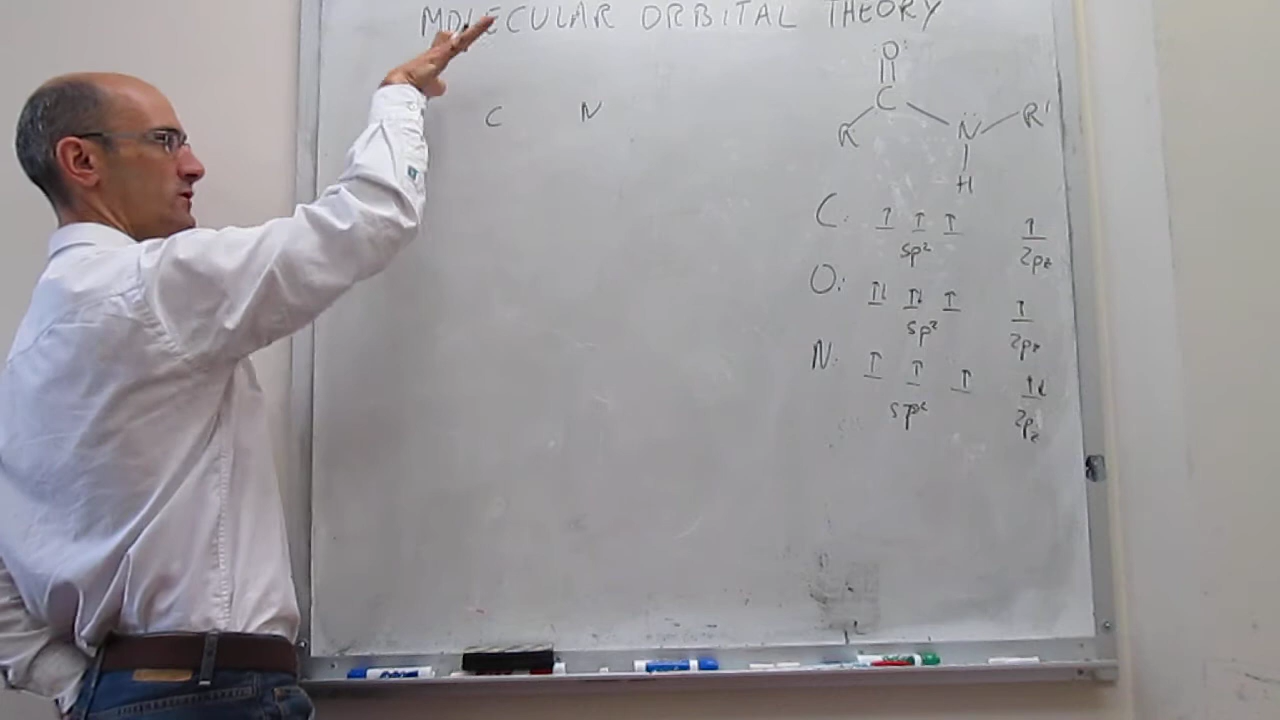 MOLECULAR ORBITAL THEORY
O
C
R
N
R'
H
C N
C: ↑ ↑ ↑ ↑
sp² 2pz
O: ↑↓ ↑↓ ↑ ↑
sp² 2pz
N: ↑ ↑ ↑ ↑↓
sp² 2pz